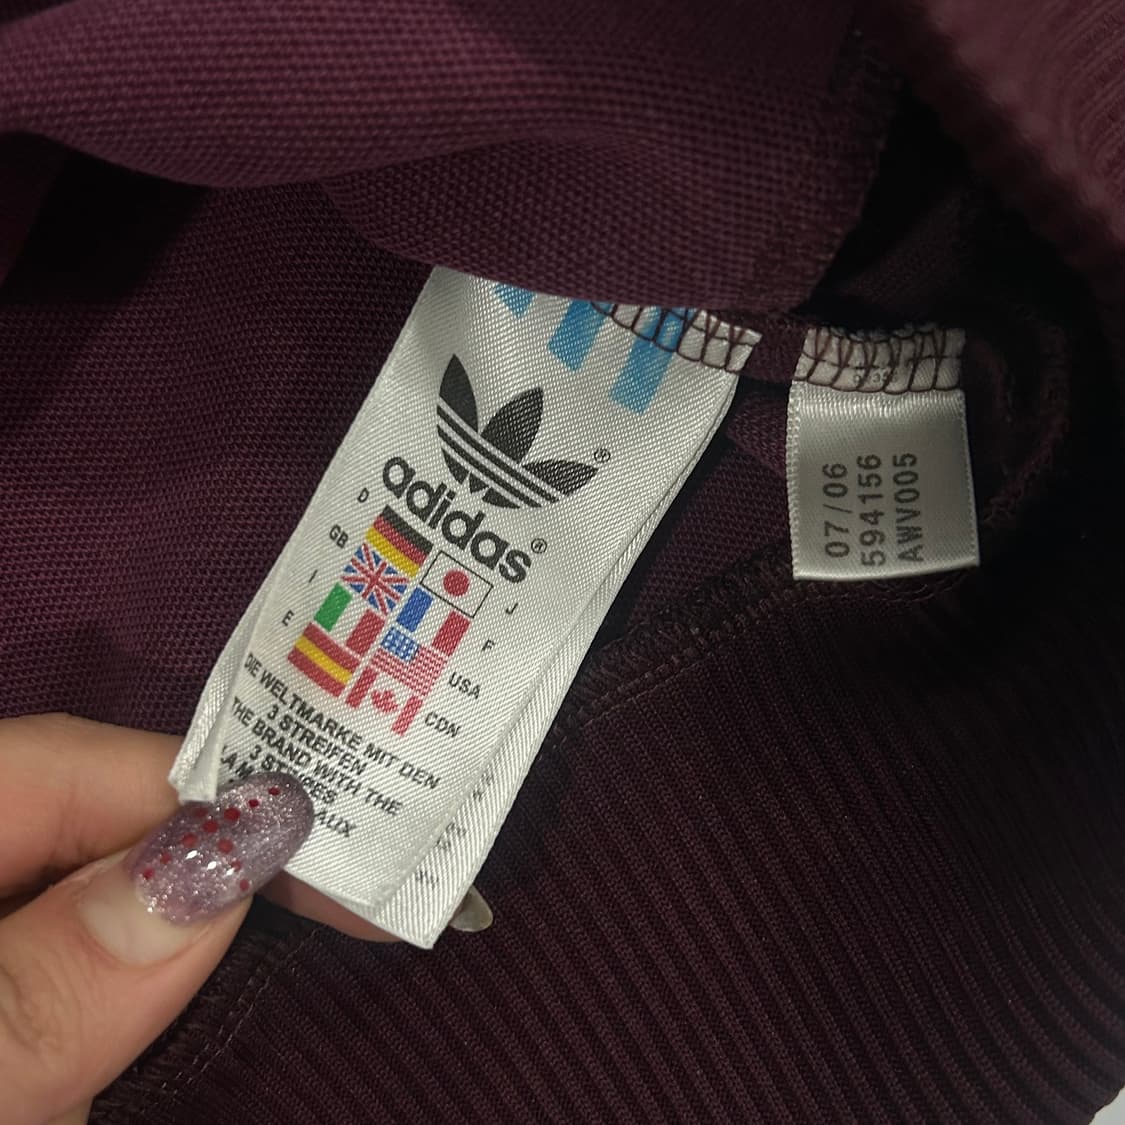 adidas®
®
D
GB
I
E
J
F
USA
CDN
DIE WELTMARKE MIT DEN
3 STREIFEN
THE BRAND WITH THE
3 STRIPES
07/06
594156
AWV005